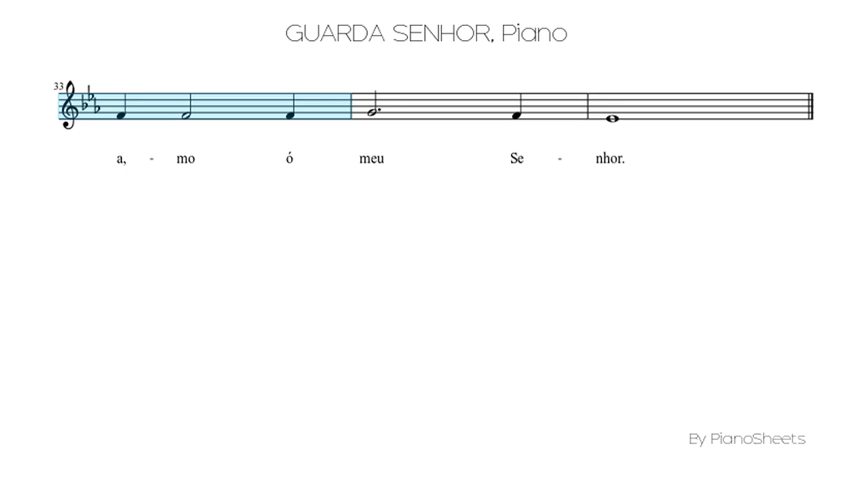 GUARDA SENHOR, Piano
33
a, - mo ó meu Se - nhor.
By PianoSheets